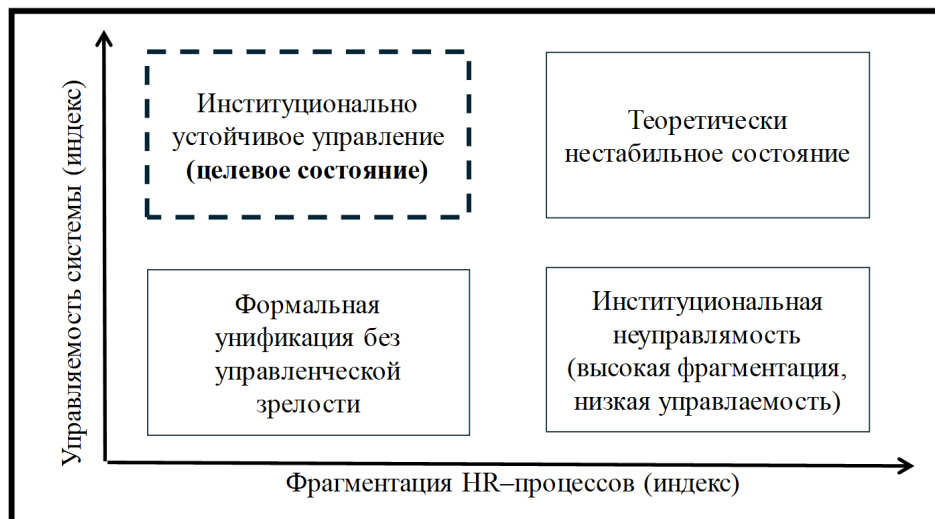 Управляемость системы (индекс)
Институционально
устойчивое управление
(целевое состояние)
Теоретически
нестабильное состояние
Формальная
унификация без
управленческой
зрелости
Институциональная
неуправлямость
(высокая фрагментация,
низкая управлаемость)
Фрагментация HR–процессов (индекс)